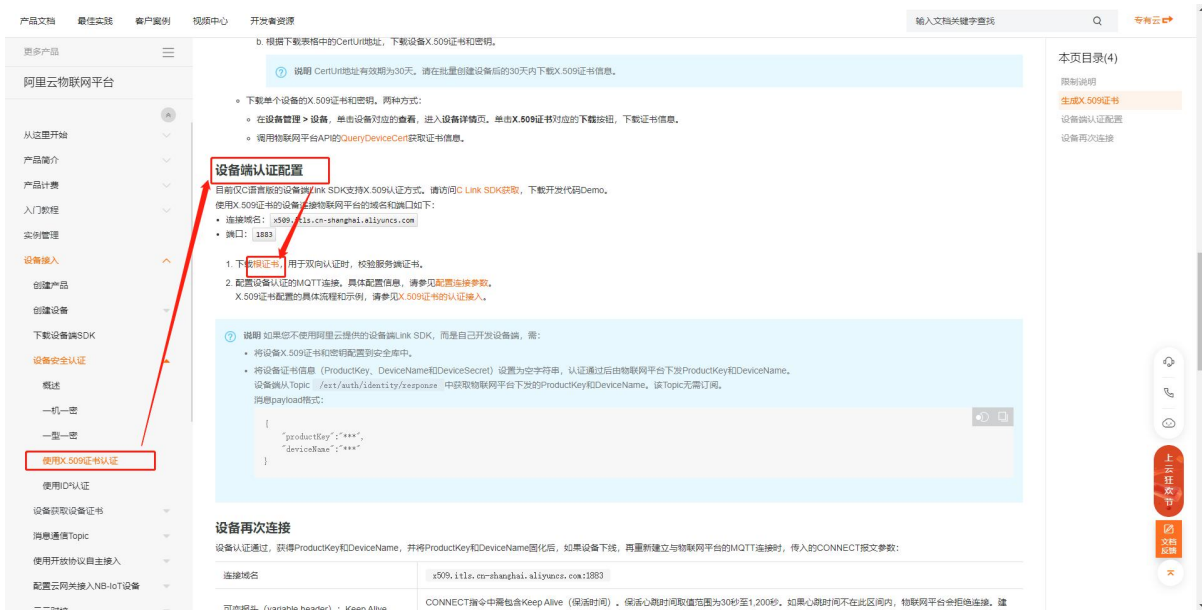 产品文档 最佳实践 客户案例 视频中心 开发者资源 输入文档关键字查找 专有云
更多产品
阿里云物联网平台
从这里开始
产品简介
产品计费
入门教程
实例管理
设备接入
创建产品
创建设备
下载设备端SDK
设备安全认证
概述
一机一密
一型一密
使用X.509证书认证
使用ID²认证
设备获取设备证书
消息通信Topic
使用开放协议自主接入
配置云网关接入NB-IoT设备
b. 根据下载表格中的CertUrl地址，下载设备X.509证书和密钥。
说明 CertUrl地址有效期为30天。请在批量创建设备后的30天内下载X.509证书信息。
下载单个设备的X.509证书和密钥。两种方式：
在设备管理 > 设备，单击设备对应的查看，进入设备详情页。单击X.509证书对应的下载按钮，下载证书信息。
调用物联网平台API的QueryDeviceCert获取证书信息。
设备端认证配置
目前仅C语言版的设备端Link SDK支持X.509认证方式。请访问C Link SDK获取，下载开发代码Demo。
使用X.509证书的设备连接物联网平台的域名和端口如下：
• 连接域名： x509.itls.cn-shanghai.aliyuncs.com
• 端口： 1883
1. 下载根证书，用于双向认证时，校验服务端证书。
2. 配置设备认证的MQTT连接。具体配置信息，请参见配置连接参数。
X.509证书配置的具体流程和示例，请参见X.509证书的认证接入。
说明 如果您不使用阿里云提供的设备端Link SDK，而是自己开发设备端，需：
• 将设备X.509证书和密钥配置到安全库中。
• 将设备证书信息（ProductKey、DeviceName和DeviceSecret）设置为空字符串，认证通过后由物联网平台下发ProductKey和DeviceName。
设备端从Topic /ext/auth/identity/response 中获取物联网平台下发的ProductKey和DeviceName。该Topic无需订阅。
消息payload格式：
{
"productKey":"***",
"deviceName":"***"
}
设备再次连接
设备认证通过，获得ProductKey和DeviceName，并将ProductKey和DeviceName固化后，如果设备下线，再重新建立与物联网平台的MQTT连接时，传入的CONNECT报文参数：
连接域名 x509.itls.cn-shanghai.aliyuncs.com:1883
可变报头（variable header）：Keep Alive CONNECT指令中需包含Keep Alive（保活时间）。保活心跳时间取值范围为30秒至1,200秒。如果心跳时间不在此区间内，物联网平台会拒绝连接。建
本页目录(4)
限制说明
生成X.509证书
设备端认证配置
设备再次连接
上云狂欢节
文档
反馈